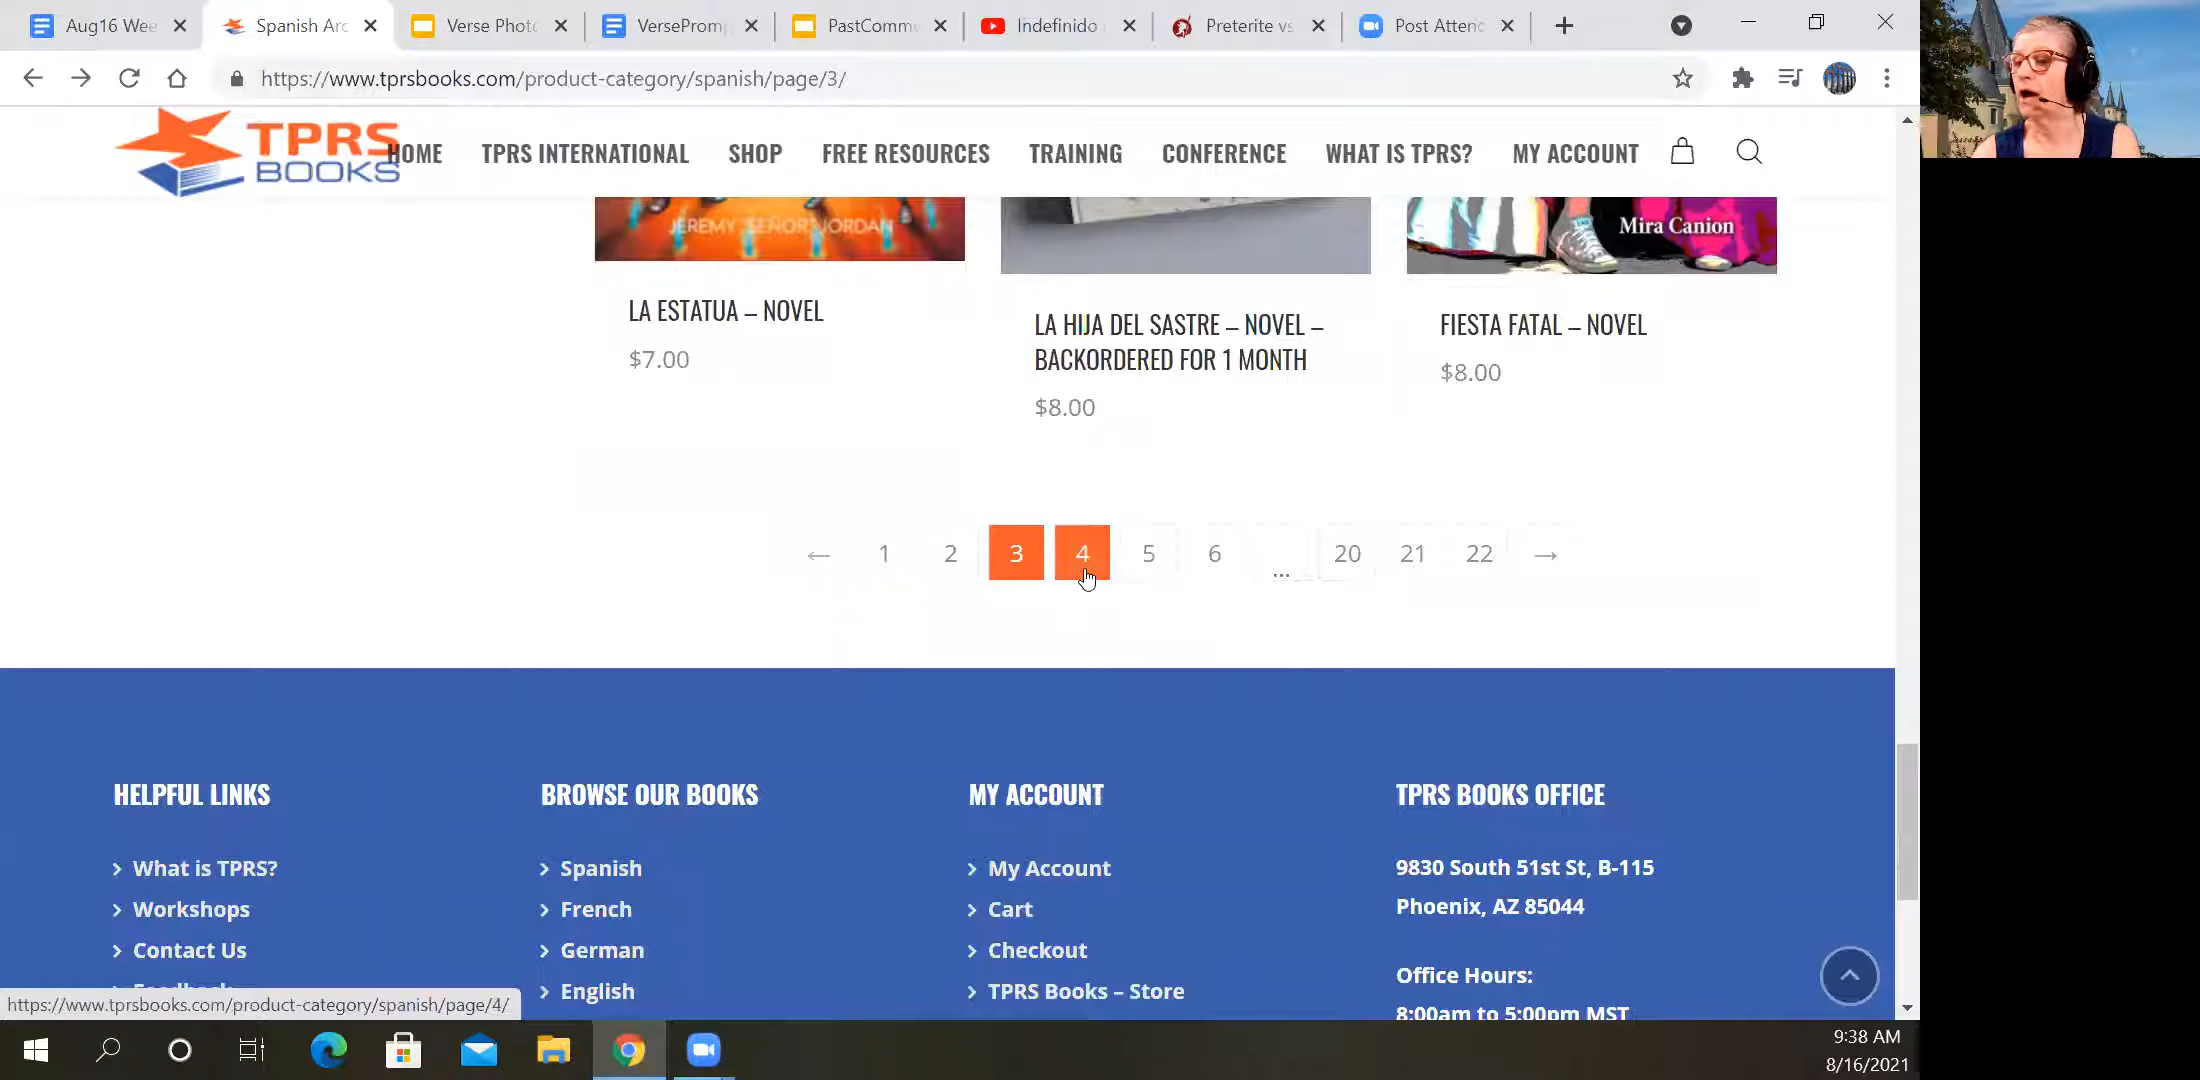 Aug16 Wee
Spanish Arc
Verse Photo
VersePromp
PastComme
Indefinido
Preterite vs
Post Attend
https://www.tprsbooks.com/product-category/spanish/page/3/
TPRS
BOOKS
HOME
TPRS INTERNATIONAL
SHOP
FREE RESOURCES
TRAINING
CONFERENCE
WHAT IS TPRS?
MY ACCOUNT
JEREMY "SEÑOR" JORDAN
Mira Canion
LA ESTATUA – NOVEL
$7.00
LA HIJA DEL SASTRE – NOVEL –
BACKORDERED FOR 1 MONTH
$8.00
FIESTA FATAL – NOVEL
$8.00
← 1 2 3 4 5 6 ... 20 21 22 →
HELPFUL LINKS
What is TPRS?
Workshops
Contact Us
Feedback
BROWSE OUR BOOKS
Spanish
French
German
English
MY ACCOUNT
My Account
Cart
Checkout
TPRS Books – Store
TPRS BOOKS OFFICE
9830 South 51st St, B-115
Phoenix, AZ 85044
Office Hours:
8:00am to 5:00pm MST
https://www.tprsbooks.com/product-category/spanish/page/4/
9:38 AM
8/16/2021